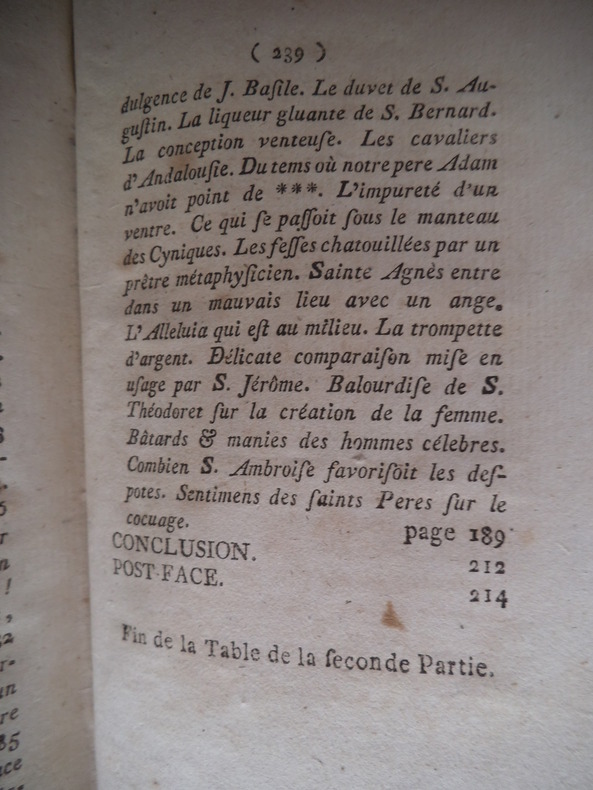 ( 239 )
dulgence de J. Baſile. Le duvet de S. Au-
guſtin. La liqueur gluante de S. Bernard.
La conception venteuſe. Les cavaliers
d'Andalouſie. Du tems où notre pere Adam
n'avoit point de ***. L'impureté d'un
ventre. Ce qui ſe paſſoit ſous le manteau
des Cyniques. Les feſſes chatouillées par un
prêtre métaphyſicien. Sainte Agnès entre
dans un mauvais lieu avec un ange.
L'Alleluia qui eſt au milieu. La trompette
d'argent. Délicate comparaiſon miſe en
uſage par S. Jérôme. Balourdiſe de S.
Théodoret ſur la création de la femme.
Bâtards & manies des hommes célebres.
Combien S. Ambroiſe favoriſoit les deſ-
potes. Sentimens des ſaints Peres ſur le
cocuage. page 189
CONCLUSION. 212
POST-FACE. 214
Fin de la Table de la ſeconde Partie.